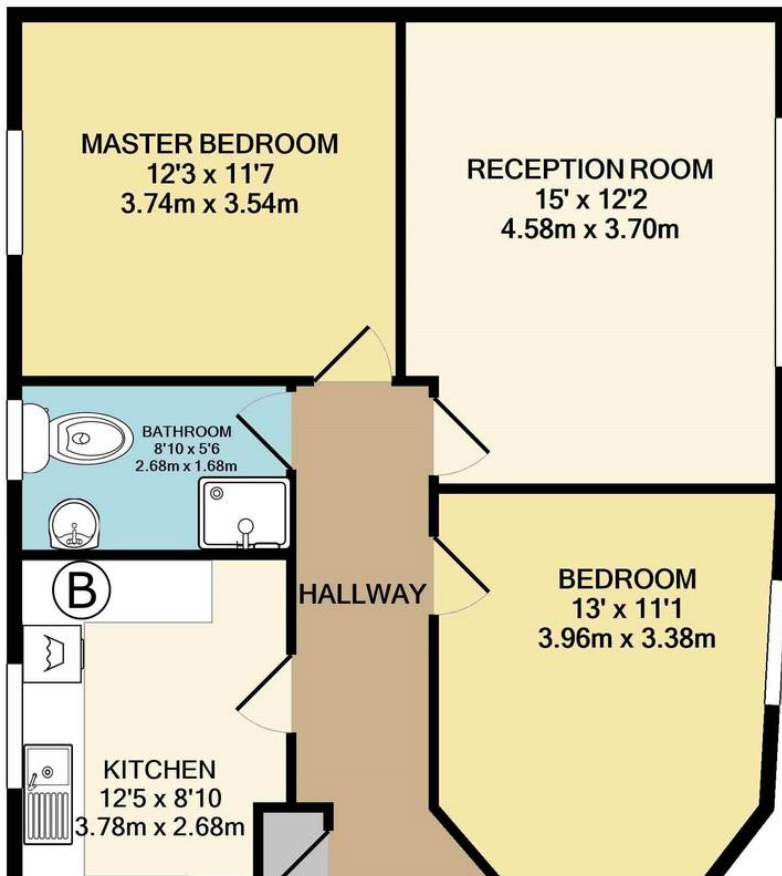 MASTER BEDROOM
12'3 x 11'7
3.74m x 3.54m
RECEPTION ROOM
15' x 12'2
4.58m x 3.70m
BATHROOM
8'10 x 5'6
2.68m x 1.68m
B
HALLWAY
BEDROOM
13' x 11'1
3.96m x 3.38m
KITCHEN
12'5 x 8'10
3.78m x 2.68m